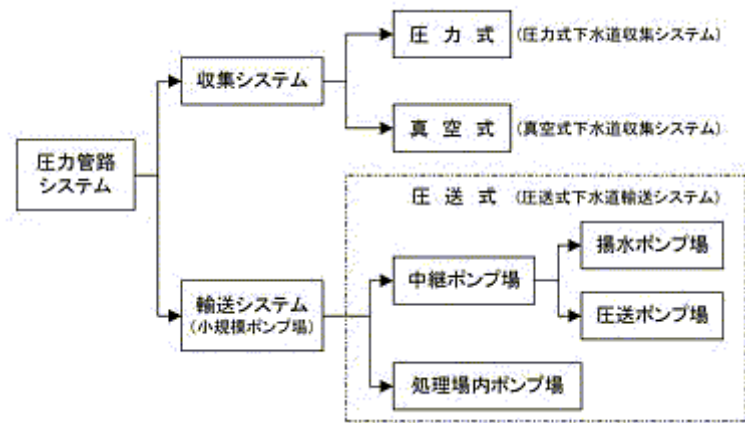 圧力式 (圧力式下水道収集システム)
収集システム
真空式 (真空式下水道収集システム)
圧力管路
システム
圧送式 (圧送式下水道輸送システム)
揚水ポンプ場
中継ポンプ場
輸送システム
(小規模ポンプ場)
圧送ポンプ場
処理場内ポンプ場